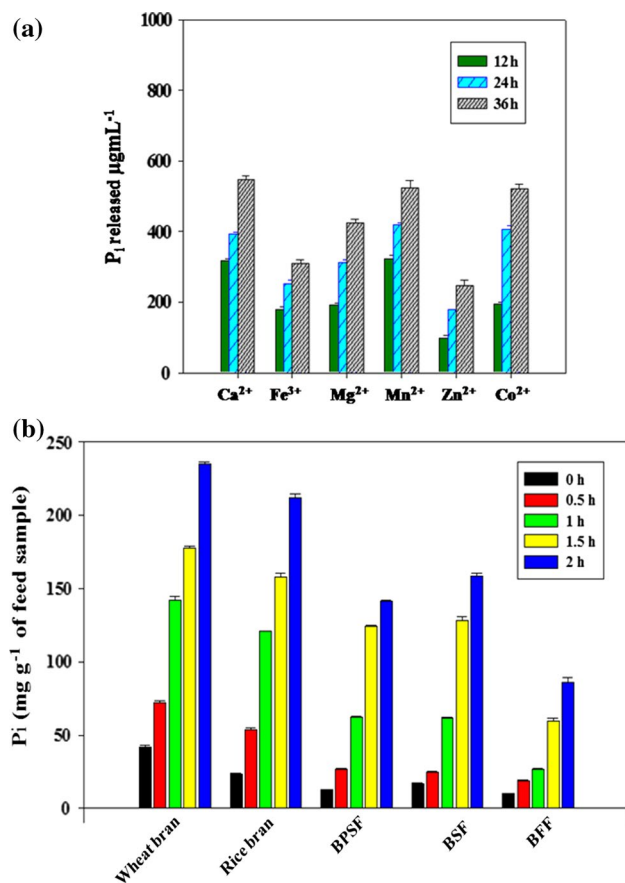 (a)
1000
800
600
400
200
0
Pi released µgmL-1
12 h
24 h
36 h
Ca2+ Fe3+ Mg2+ Mn2+ Zn2+ Co2+
(b)
250
200
150
100
50
0
Pi (mg g-1 of feed sample)
0 h
0.5 h
1 h
1.5 h
2 h
Wheat bran Rice bran BPSF BSF BFF